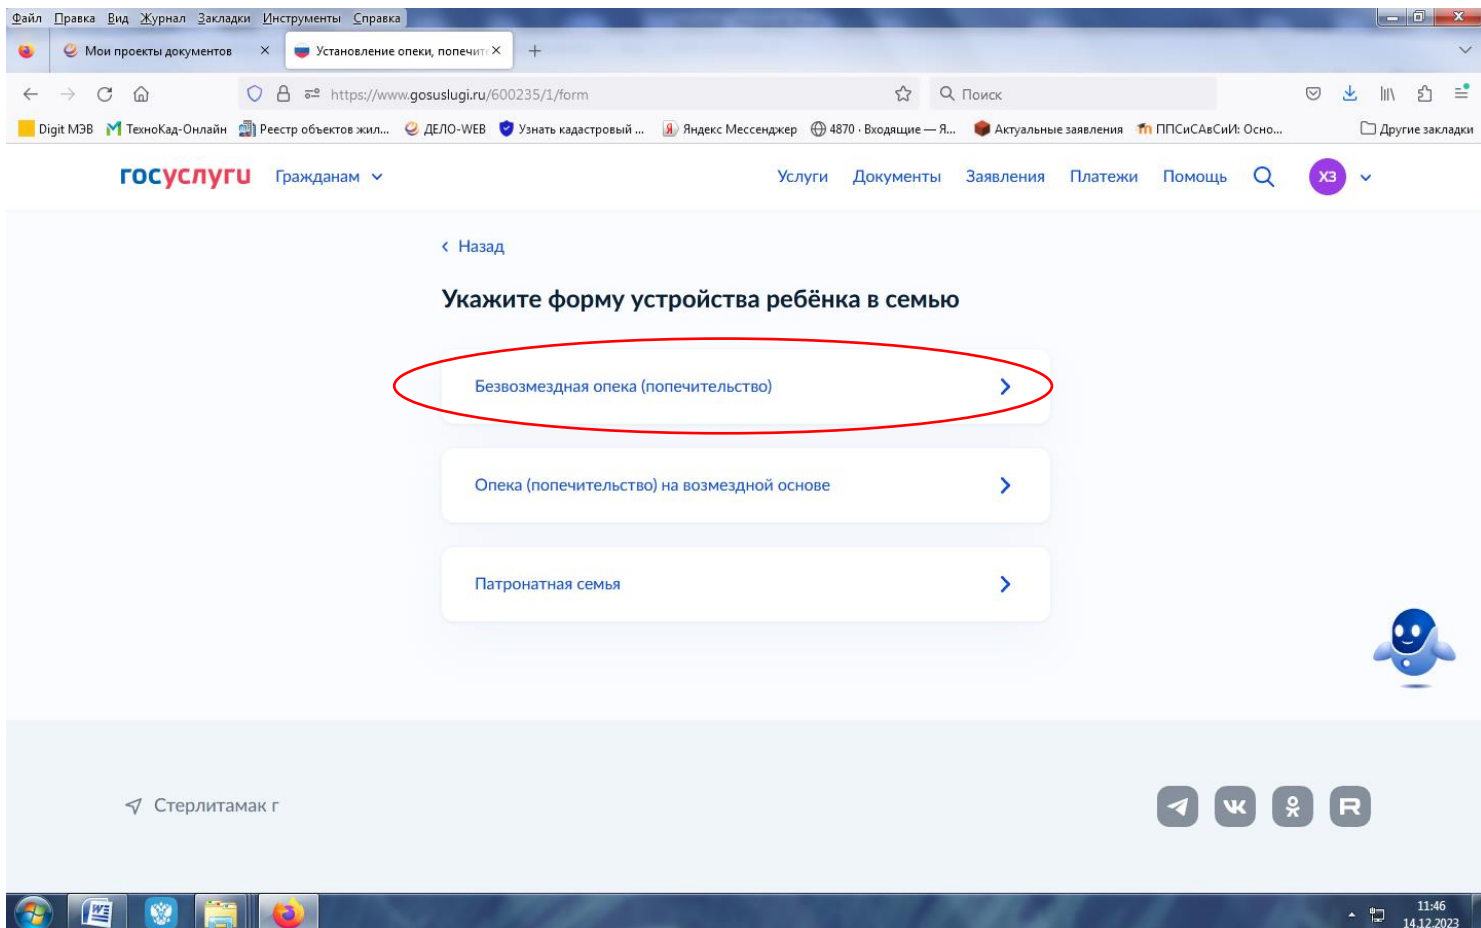 Файл Правка Вид Журнал Закладки Инструменты Справка
Мои проекты документов
Установление опеки, попечит
https://www.gosuslugi.ru/600235/1/form
Поиск
Digit МЭВ ТехноКад-Онлайн Реестр объектов жил... ДЕЛО-WEB Узнать кадастровый ... Яндекс Мессенджер 4870 · Входящие — Я... Актуальные заявления ППСиСАвСиИ: Осно... Другие закладки
госуслуги Гражданам Услуги Документы Заявления Платежи Помощь ХЗ
Назад
Укажите форму устройства ребёнка в семью
Безвозмездная опека (попечительство)
Опека (попечительство) на возмездной основе
Патронатная семья
Стерлитамак г
11:46
14.12.2023